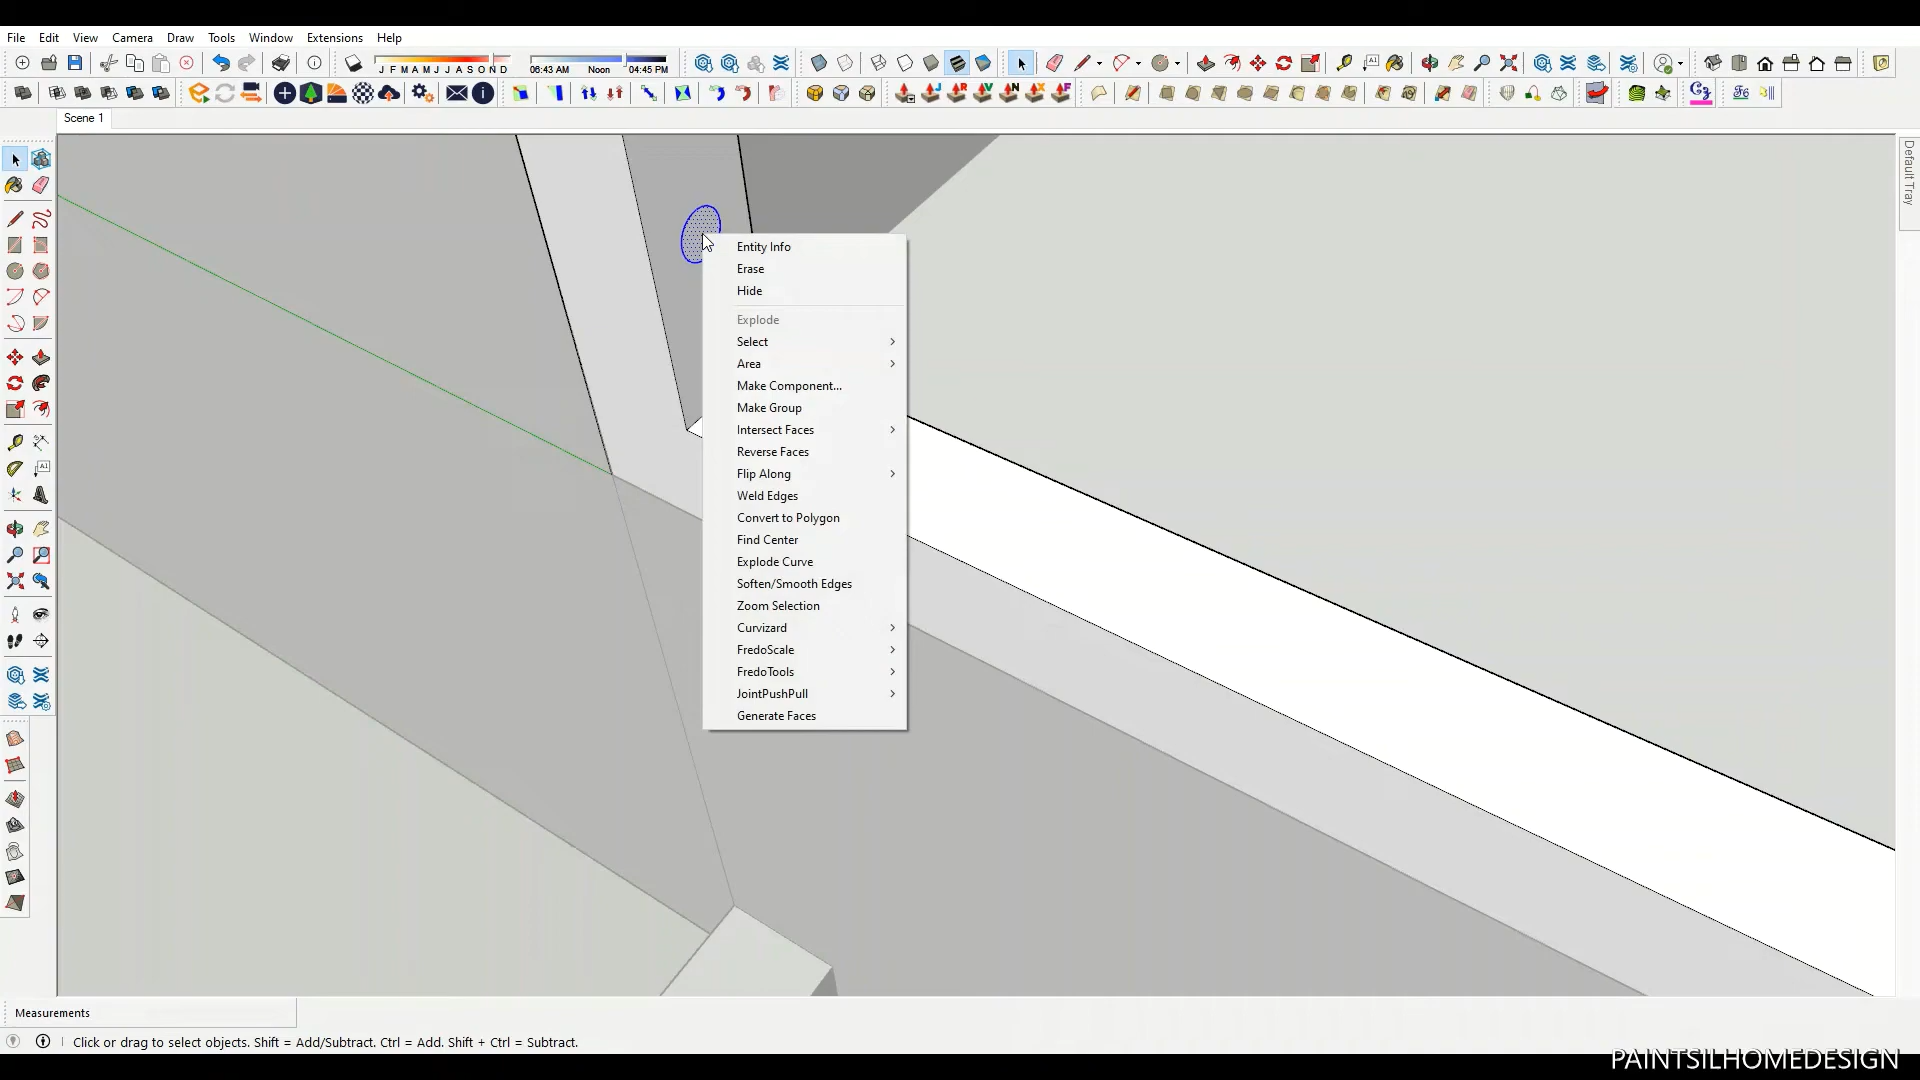 File Edit View Camera Draw Tools Window Extensions Help
J F M A M J J A S O N D
06:43 AM Noon 04:45 PM
Scene 1
Default Tray
Entity Info
Erase
Hide
Explode
Select
Area
Make Component...
Make Group
Intersect Faces
Reverse Faces
Flip Along
Weld Edges
Convert to Polygon
Find Center
Explode Curve
Soften/Smooth Edges
Zoom Selection
Curvizard
FredoScale
FredoTools
JointPushPull
Generate Faces
Measurements
Click or drag to select objects. Shift = Add/Subtract. Ctrl = Add. Shift + Ctrl = Subtract.
PAINTSILHOMEDESIGN